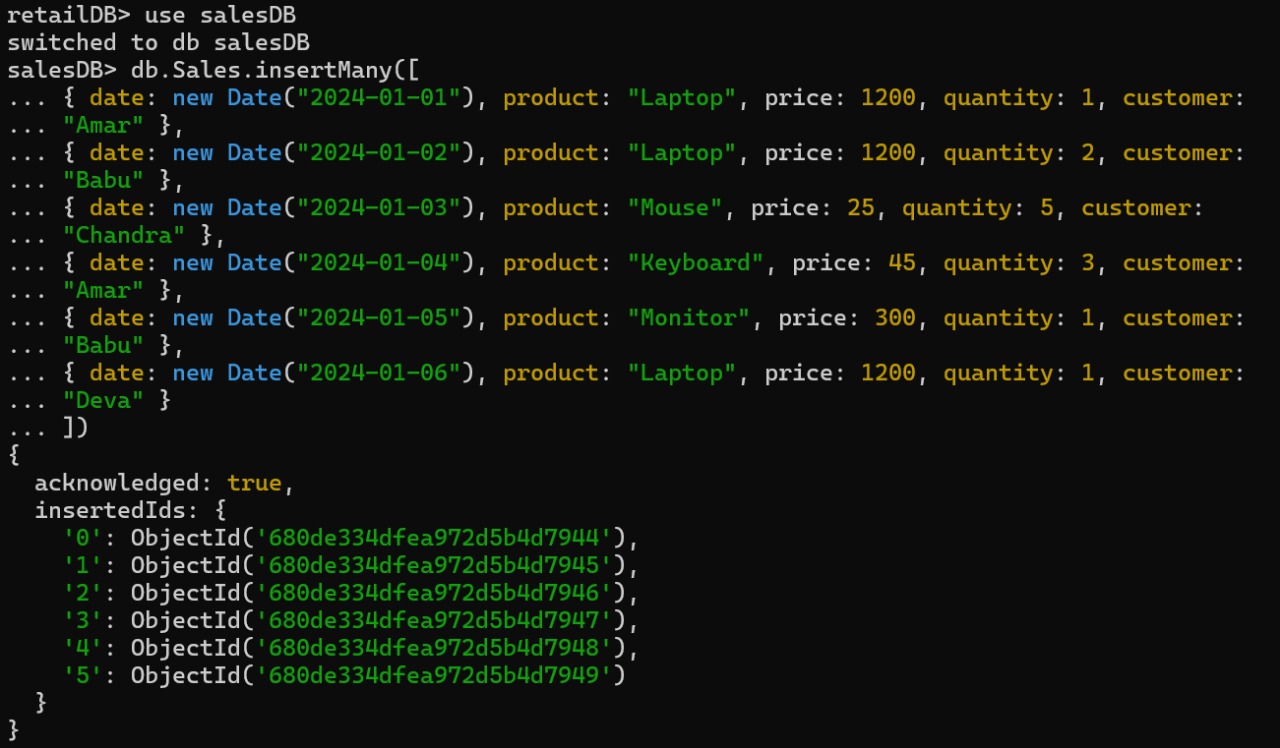 retailDB> use salesDB
switched to db salesDB
salesDB> db.Sales.insertMany([
... { date: new Date("2024-01-01"), product: "Laptop", price: 1200, quantity: 1, customer:
... "Amar" },
... { date: new Date("2024-01-02"), product: "Laptop", price: 1200, quantity: 2, customer:
... "Babu" },
... { date: new Date("2024-01-03"), product: "Mouse", price: 25, quantity: 5, customer:
... "Chandra" },
... { date: new Date("2024-01-04"), product: "Keyboard", price: 45, quantity: 3, customer:
... "Amar" },
... { date: new Date("2024-01-05"), product: "Monitor", price: 300, quantity: 1, customer:
... "Babu" },
... { date: new Date("2024-01-06"), product: "Laptop", price: 1200, quantity: 1, customer:
... "Deva" }
... ])
{
  acknowledged: true,
  insertedIds: {
    '0': ObjectId('680de334dfea972d5b4d7944'),
    '1': ObjectId('680de334dfea972d5b4d7945'),
    '2': ObjectId('680de334dfea972d5b4d7946'),
    '3': ObjectId('680de334dfea972d5b4d7947'),
    '4': ObjectId('680de334dfea972d5b4d7948'),
    '5': ObjectId('680de334dfea972d5b4d7949')
  }
}